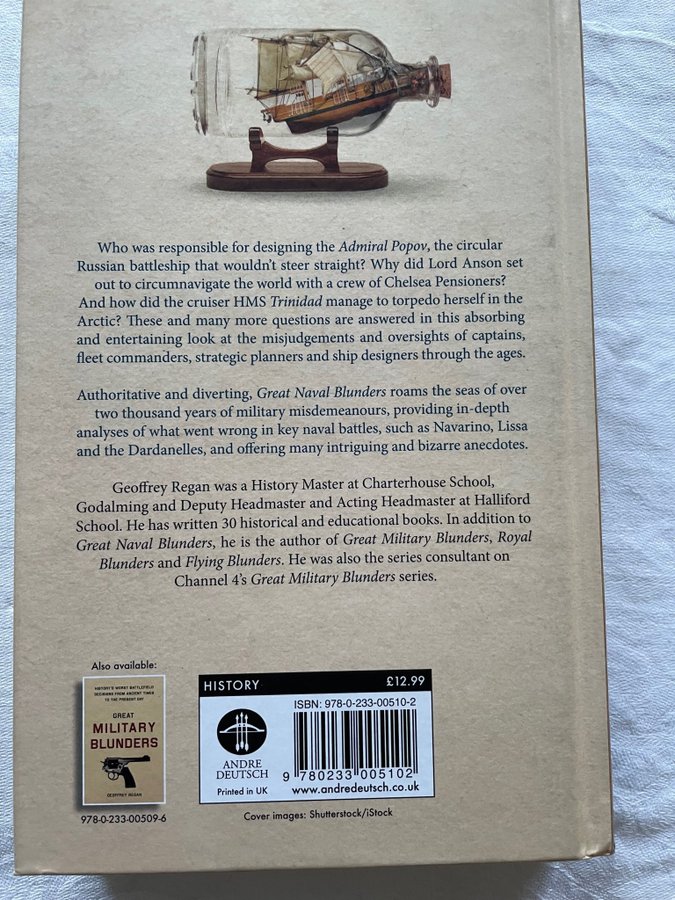 Who was responsible for designing the Admiral Popov, the circular
Russian battleship that wouldn't steer straight? Why did Lord Anson set
out to circumnavigate the world with a crew of Chelsea Pensioners?
And how did the cruiser HMS Trinidad manage to torpedo herself in the
Arctic? These and many more questions are answered in this absorbing
and entertaining look at the misjudgements and oversights of captains,
fleet commanders, strategic planners and ship designers through the ages.
Authoritative and diverting, Great Naval Blunders roams the seas of over
two thousand years of military misdemeanours, providing in-depth
analyses of what went wrong in key naval battles, such as Navarino, Lissa
and the Dardanelles, and offering many intriguing and bizarre anecdotes.
Geoffrey Regan was a History Master at Charterhouse School,
Godalming and Deputy Headmaster and Acting Headmaster at Halliford
School. He has written 30 historical and educational books. In addition to
Great Naval Blunders, he is the author of Great Military Blunders, Royal
Blunders and Flying Blunders. He was also the series consultant on
Channel 4's Great Military Blunders series.
Also available:
HISTORY'S WORST BATTLEFIELD
DECISIONS FROM ANCIENT TIMES
TO THE PRESENT DAY
GREAT
MILITARY
BLUNDERS
GEOFFREY REGAN
978-0-233-00509-6
HISTORY £12.99
ISBN: 978-0-233-00510-2
ANDRE
DEUTSCH
9 780233 005102
Printed in UK www.andredeutsch.co.uk
Cover images: Shutterstock/iStock